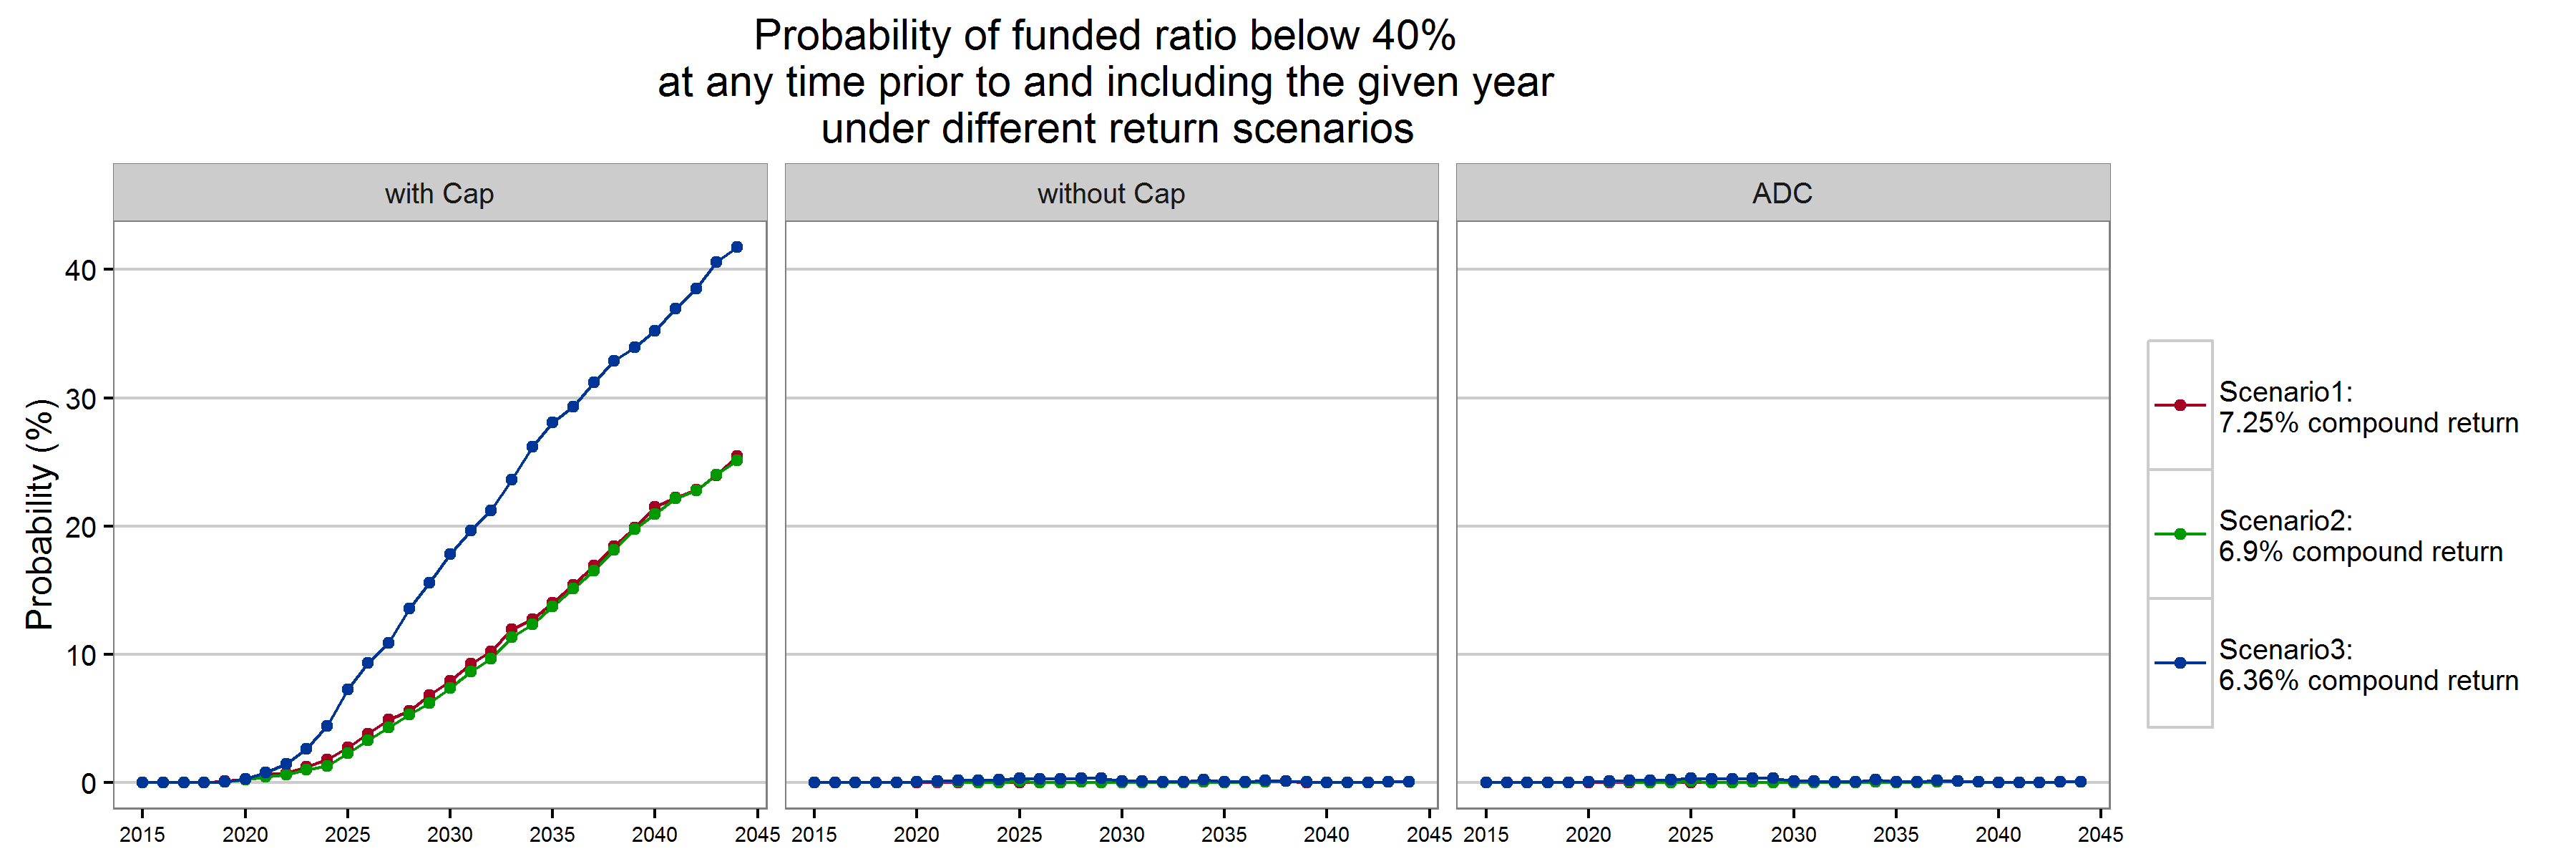 Probability of funded ratio below 40%
at any time prior to and including the given year
under different return scenarios
with Cap
without Cap
ADC
Probability (%)
40
30
20
10
0
2015 2020 2025 2030 2035 2040 2045
2015 2020 2025 2030 2035 2040 2045
2015 2020 2025 2030 2035 2040 2045
Scenario1:
7.25% compound return
Scenario2:
6.9% compound return
Scenario3:
6.36% compound return